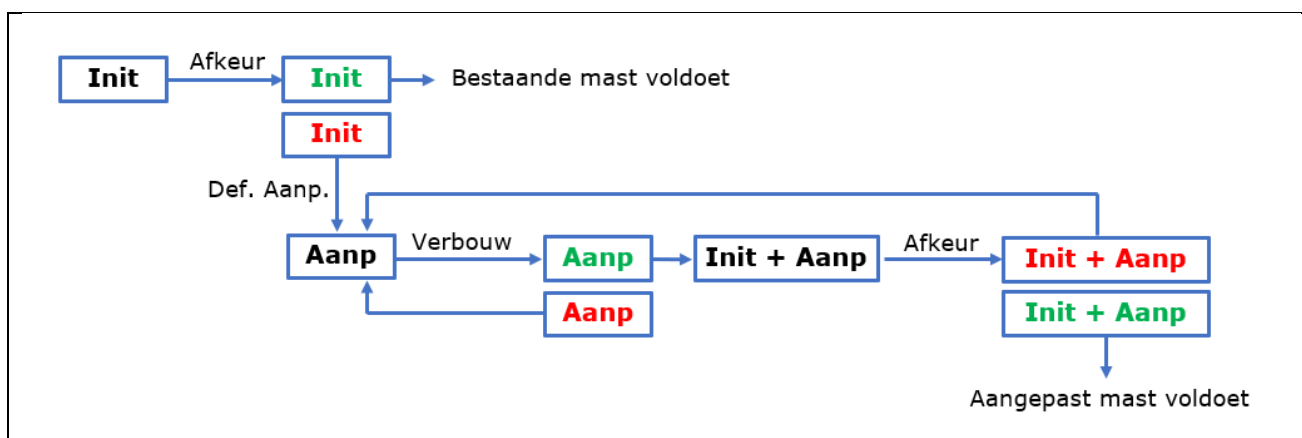 Init
Afkeur
Init
Bestaande mast voldoet
Init
Def. Aanp.
Aanp
Verbouw
Aanp
Init + Aanp
Afkeur
Init + Aanp
Aanp
Init + Aanp
Aangepast mast voldoet